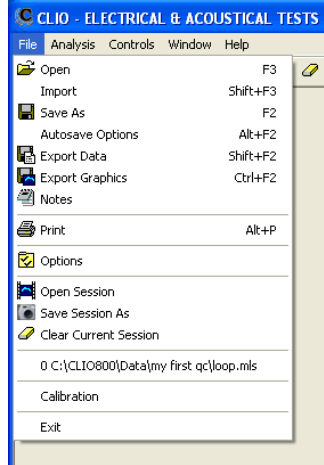 CLIO - ELECTRICAL & ACOUSTICAL TESTS
File Analysis Controls Window Help
Open F3
Import Shift+F3
Save As F2
Autosave Options Alt+F2
Export Data Shift+F2
Export Graphics Ctrl+F2
Notes
Print Alt+P
Options
Open Session
Save Session As
Clear Current Session
0 C:\CLIO800\Data\my first qc\loop.mls
Calibration
Exit